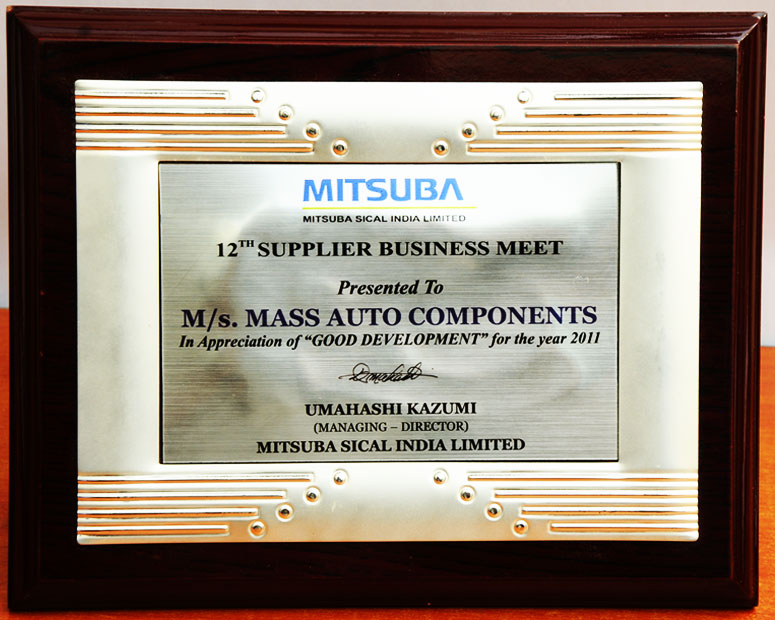 MITSUBA
MITSUBA SICAL INDIA LIMITED
12TH SUPPLIER BUSINESS MEET
Presented To
M/s. MASS AUTO COMPONENTS
In Appreciation of “GOOD DEVELOPMENT” for the year 2011
UMAHASHI KAZUMI
(MANAGING – DIRECTOR)
MITSUBA SICAL INDIA LIMITED